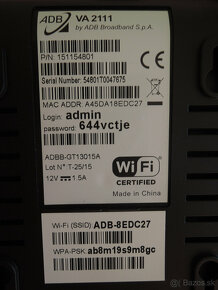 ADB VA 2111
by ADB Broadband S.p.A.
P/N: 151154801
Serial Number: 54801T0047675
MAC ADDR. A45DA18EDC27
Login: admin
password: 644vctje
ADBB-GT13015A
Lot N° T-25/15
12V 1.5A
Wi Fi
CERTIFIED
Made in China
Wi-Fi (SSID) ADB-8EDC27
WPA-PSK ab8m19s9m8gc
bazos.sk